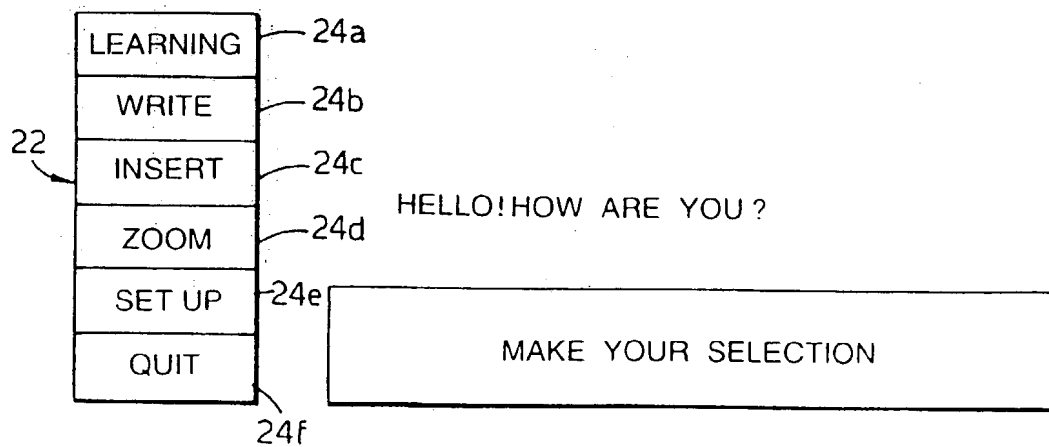 LEARNING 24a
WRITE 24b
22
INSERT 24c
HELLO!HOW ARE YOU?
ZOOM 24d
SET UP 24e
MAKE YOUR SELECTION
QUIT
24f